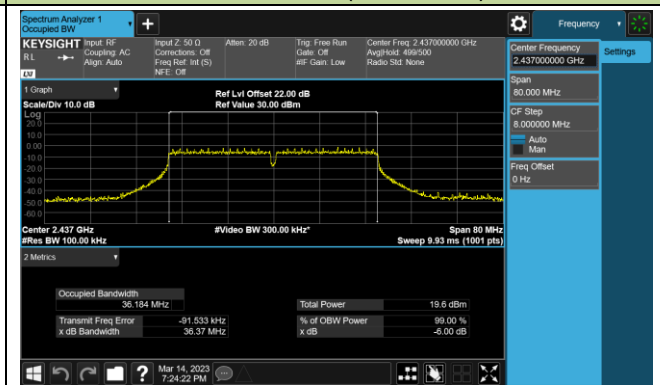 Spectrum Analyzer 1
Occupied BW
+
Frequency
KEYSIGHT
Input: RF
Input Z: 50 Ω
Atten: 20 dB
Trig: Free Run
Center Freq: 2.437000000 GHz
RL
Coupling: AC
Corrections: Off
Gate: Off
Avg|Hold: 499/500
Align: Auto
Freq Ref: Int (S)
#IF Gain: Low
Radio Std: None
NFE: Off
LXI
Center Frequency
2.437000000 GHz
Settings
Span
80.000 MHz
CF Step
8.000000 MHz
Auto
Man
Freq Offset
0 Hz
1 Graph
Ref Lvl Offset 22.00 dB
Scale/Div 10.0 dB
Ref Value 30.00 dBm
Log
20.0
10.0
0.00
-10.0
-20.0
-30.0
-40.0
-50.0
-60.0
Center 2.437 GHz
#Video BW 300.00 kHz*
Span 80 MHz
#Res BW 100.00 kHz
Sweep 9.93 ms (1001 pts)
2 Metrics
Occupied Bandwidth
36.184 MHz
Total Power
19.6 dBm
Transmit Freq Error
-91.533 kHz
% of OBW Power
99.00 %
x dB Bandwidth
36.37 MHz
x dB
-6.00 dB
?
Mar 14, 2023
7:24:22 PM